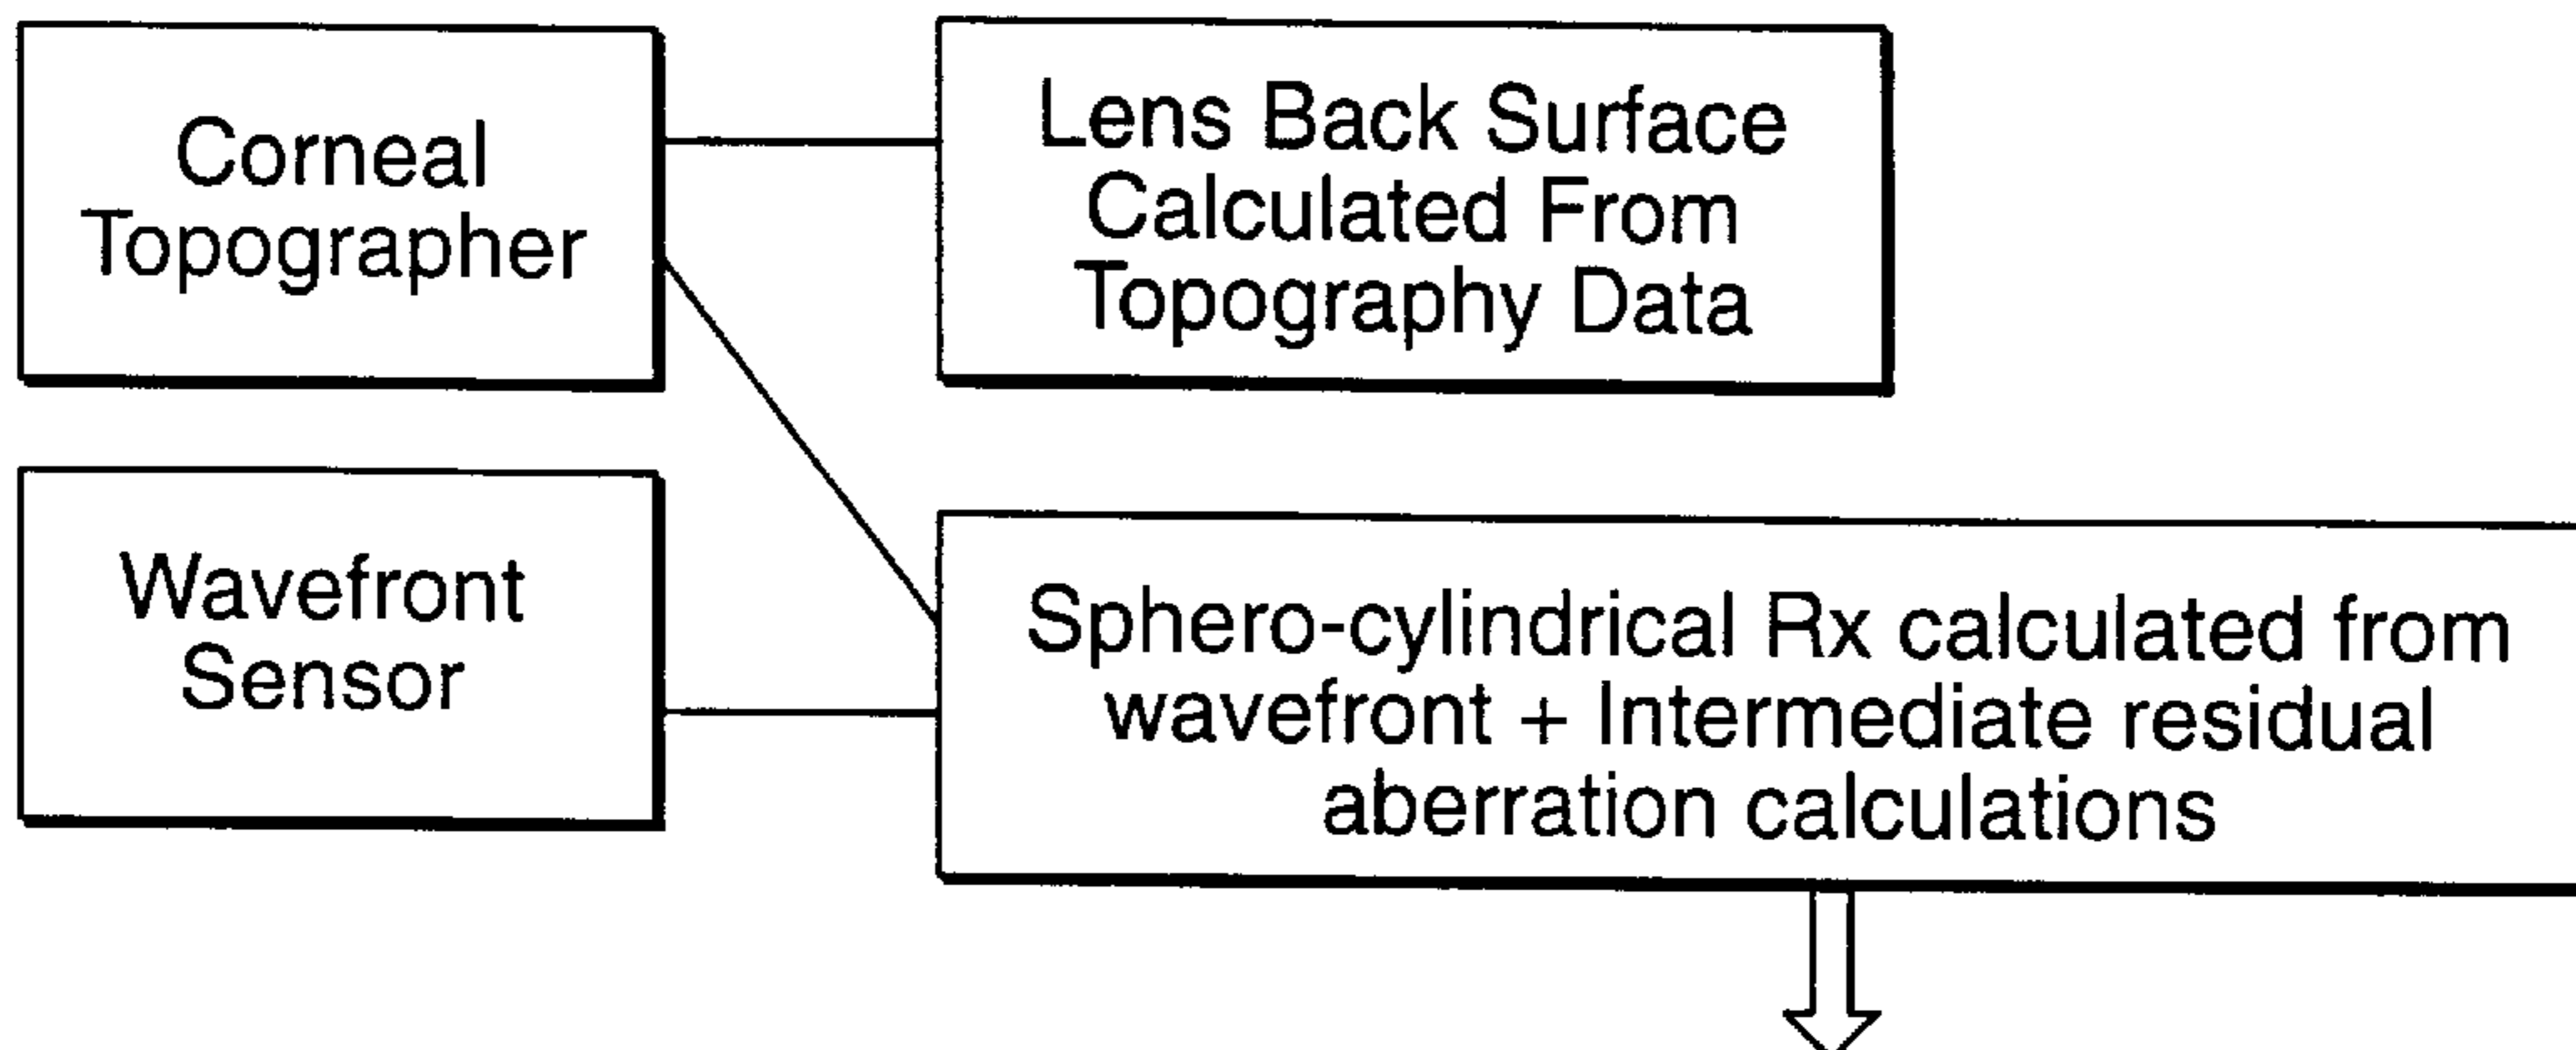 Corneal
Topographer
Lens Back Surface
Calculated From
Topography Data
Wavefront
Sensor
Sphero-cylindrical Rx calculated from
wavefront + Intermediate residual
aberration calculations